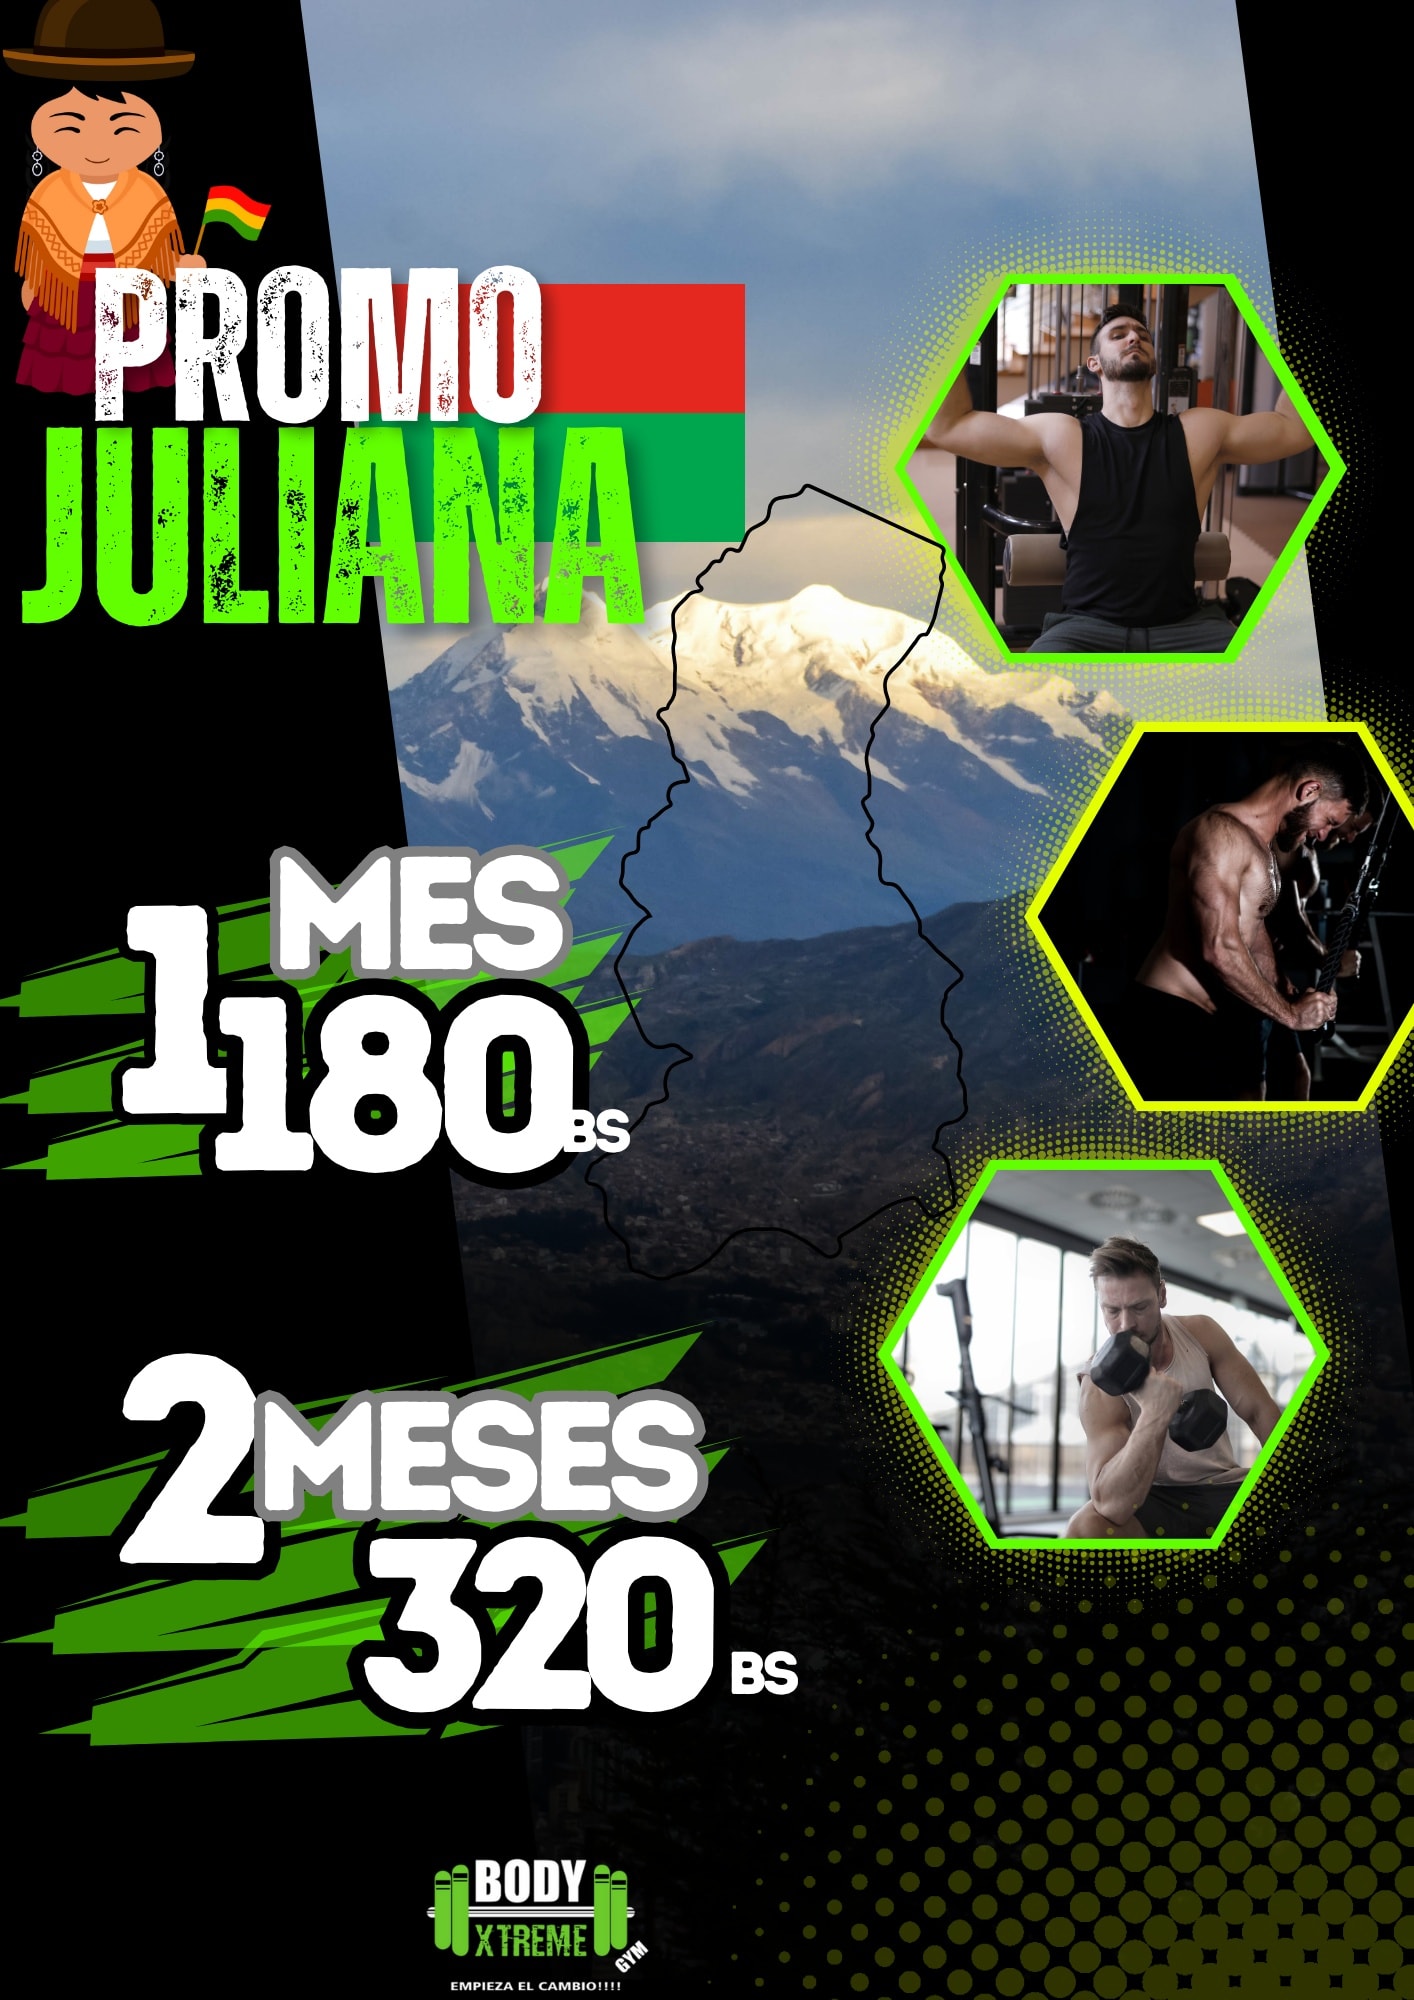 PROMO
JULIANA
1 MES
180 BS
2 MESES
320 BS
BODY
XTREME
GYM
EMPIEZA EL CAMBIO!!!!